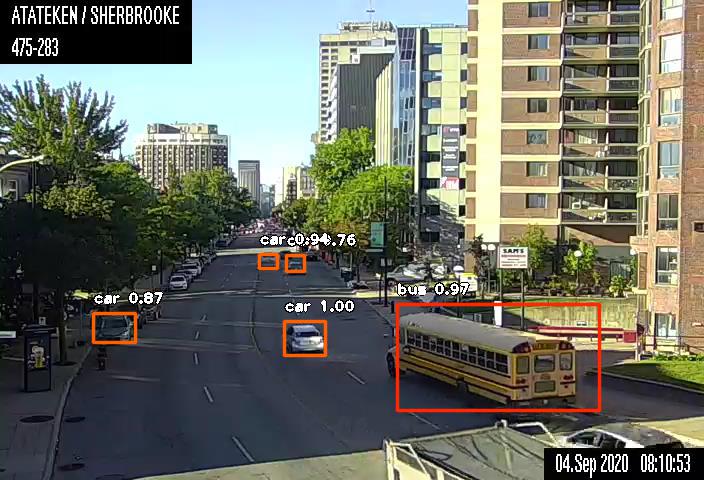 ATATEKEN / SHERBROOKE
475-283
car 0.94
.76
car 0.87
car 1.00
bus 0.97
SAM'S
04.Sep 2020 08:10:53